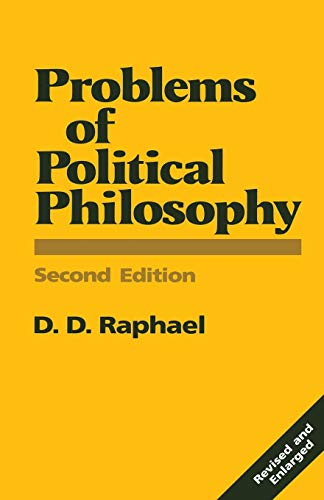 Problems
of
Political
Philosophy
Second Edition
D. D. Raphael
Revised and
Enlarged